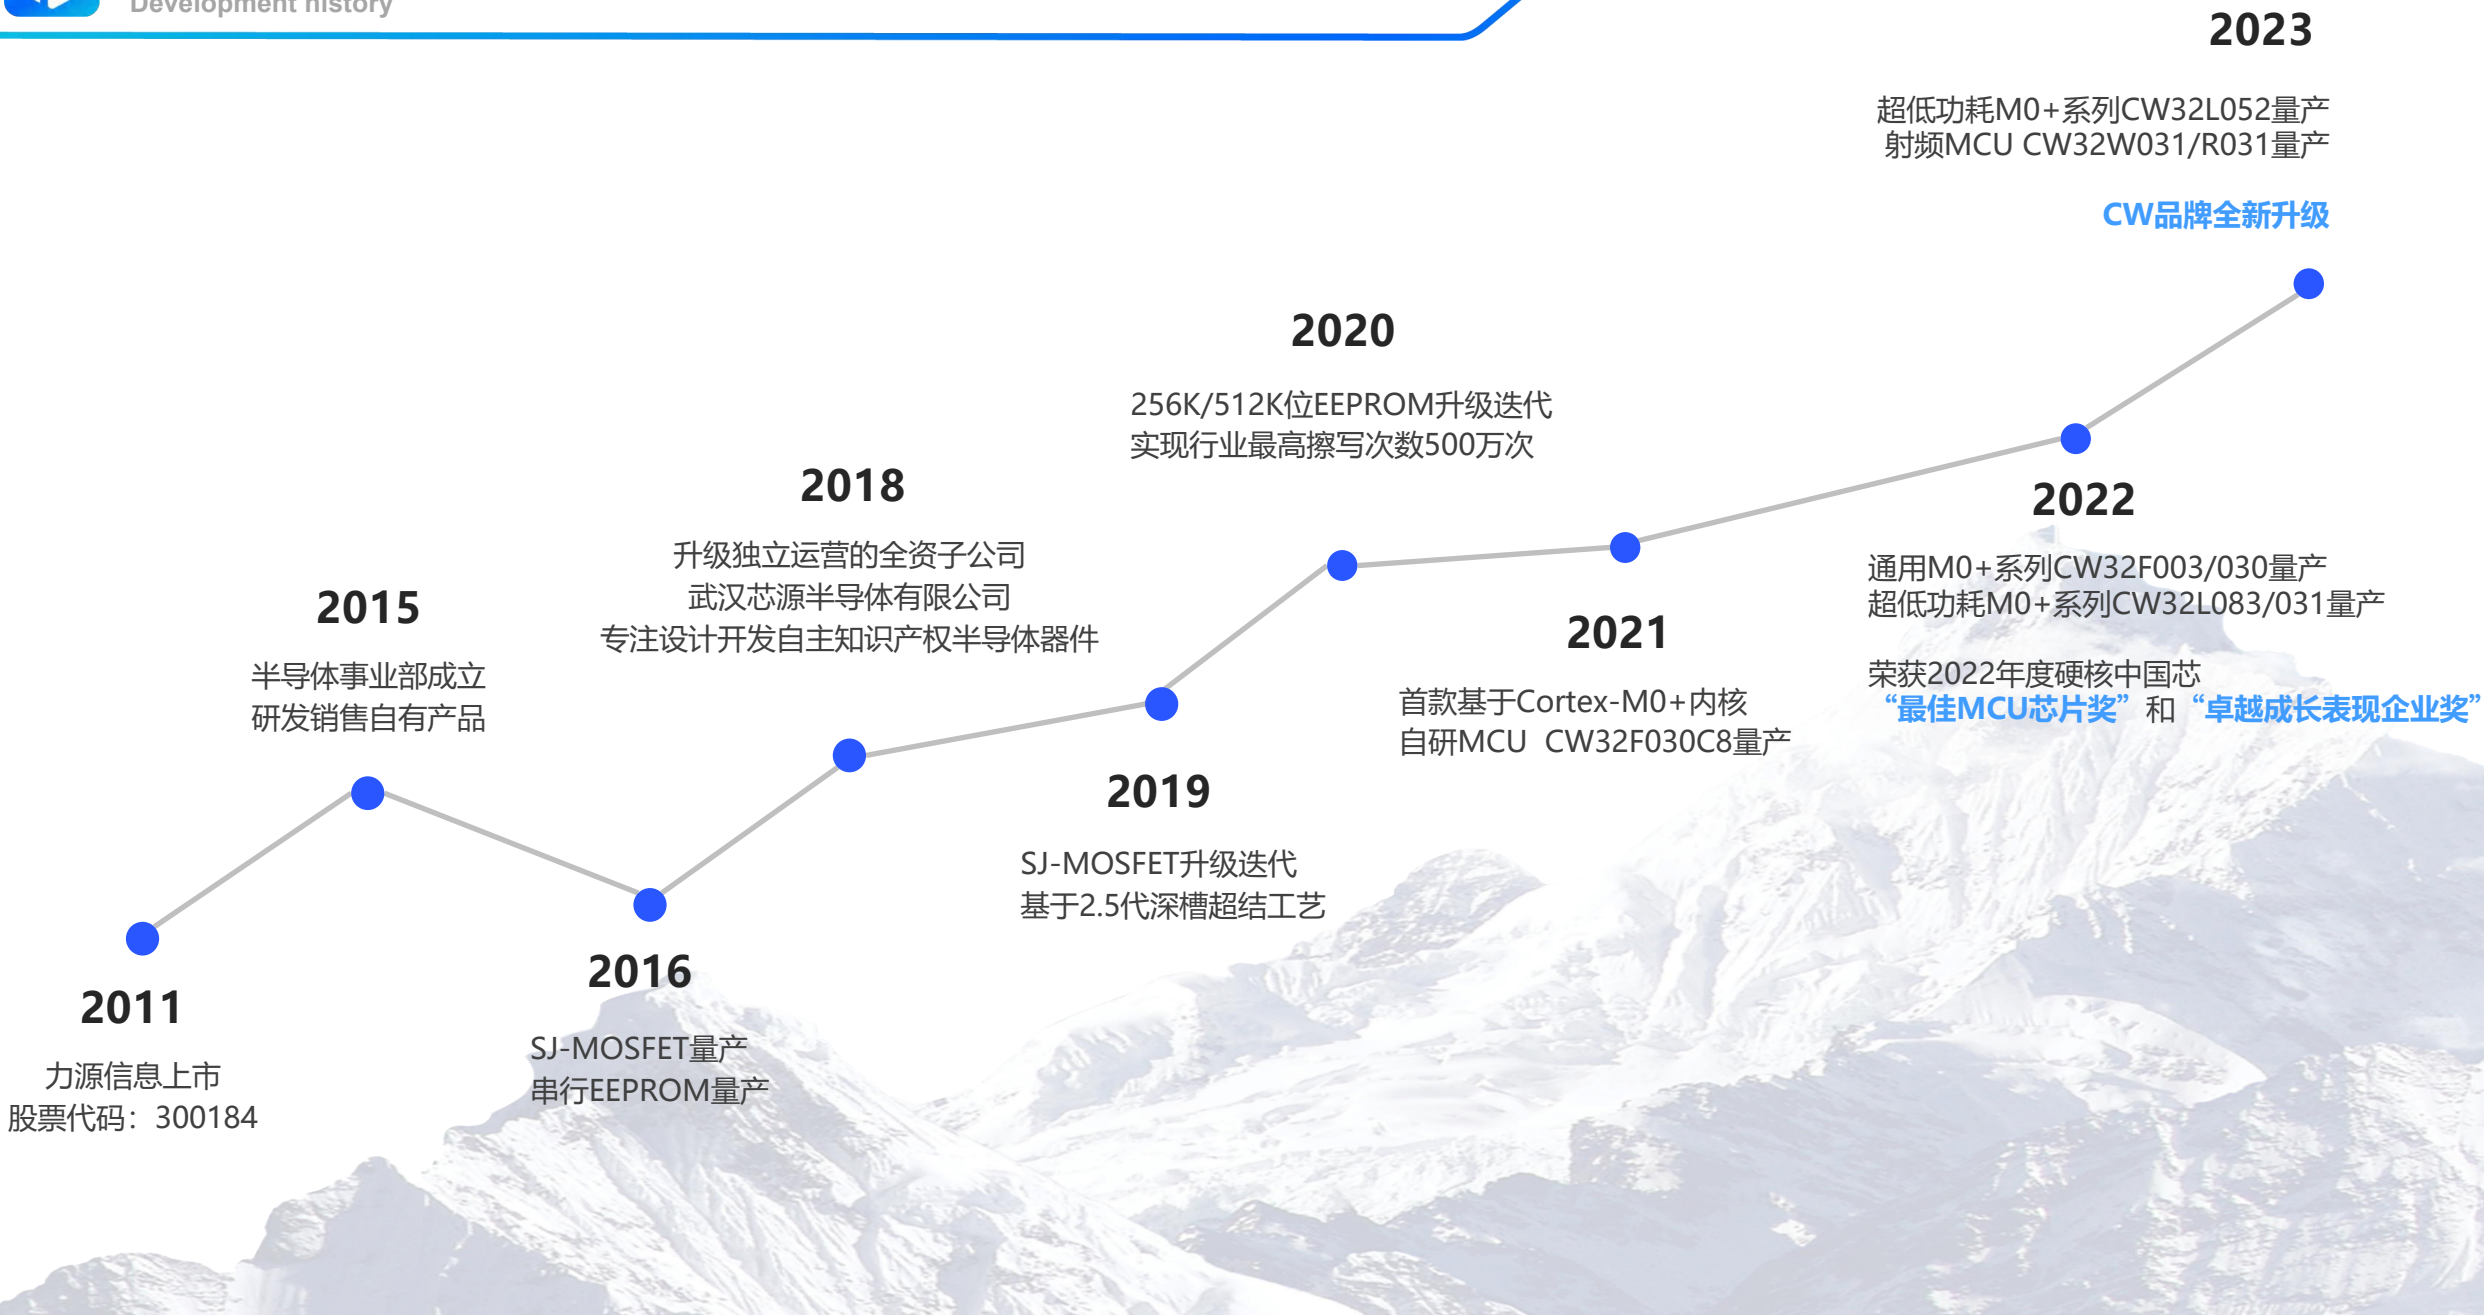 Development history
2011
力源信息上市
股票代码：300184
2015
半导体事业部成立
研发销售自有产品
2016
SJ-MOSFET量产
串行EEPROM量产
2018
升级独立运营的全资子公司
武汉芯源半导体有限公司
专注设计开发自主知识产权半导体器件
2019
SJ-MOSFET升级迭代
基于2.5代深槽超结工艺
2020
256K/512K位EEPROM升级迭代
实现行业最高擦写次数500万次
2021
首款基于Cortex-M0+内核
自研MCU CW32F030C8量产
2022
通用M0+系列CW32F003/030量产
超低功耗M0+系列CW32L083/031量产
荣获2022年度硬核中国芯
“最佳MCU芯片奖”和“卓越成长表现企业奖”
2023
超低功耗M0+系列CW32L052量产
射频MCU CW32W031/R031量产
CW品牌全新升级